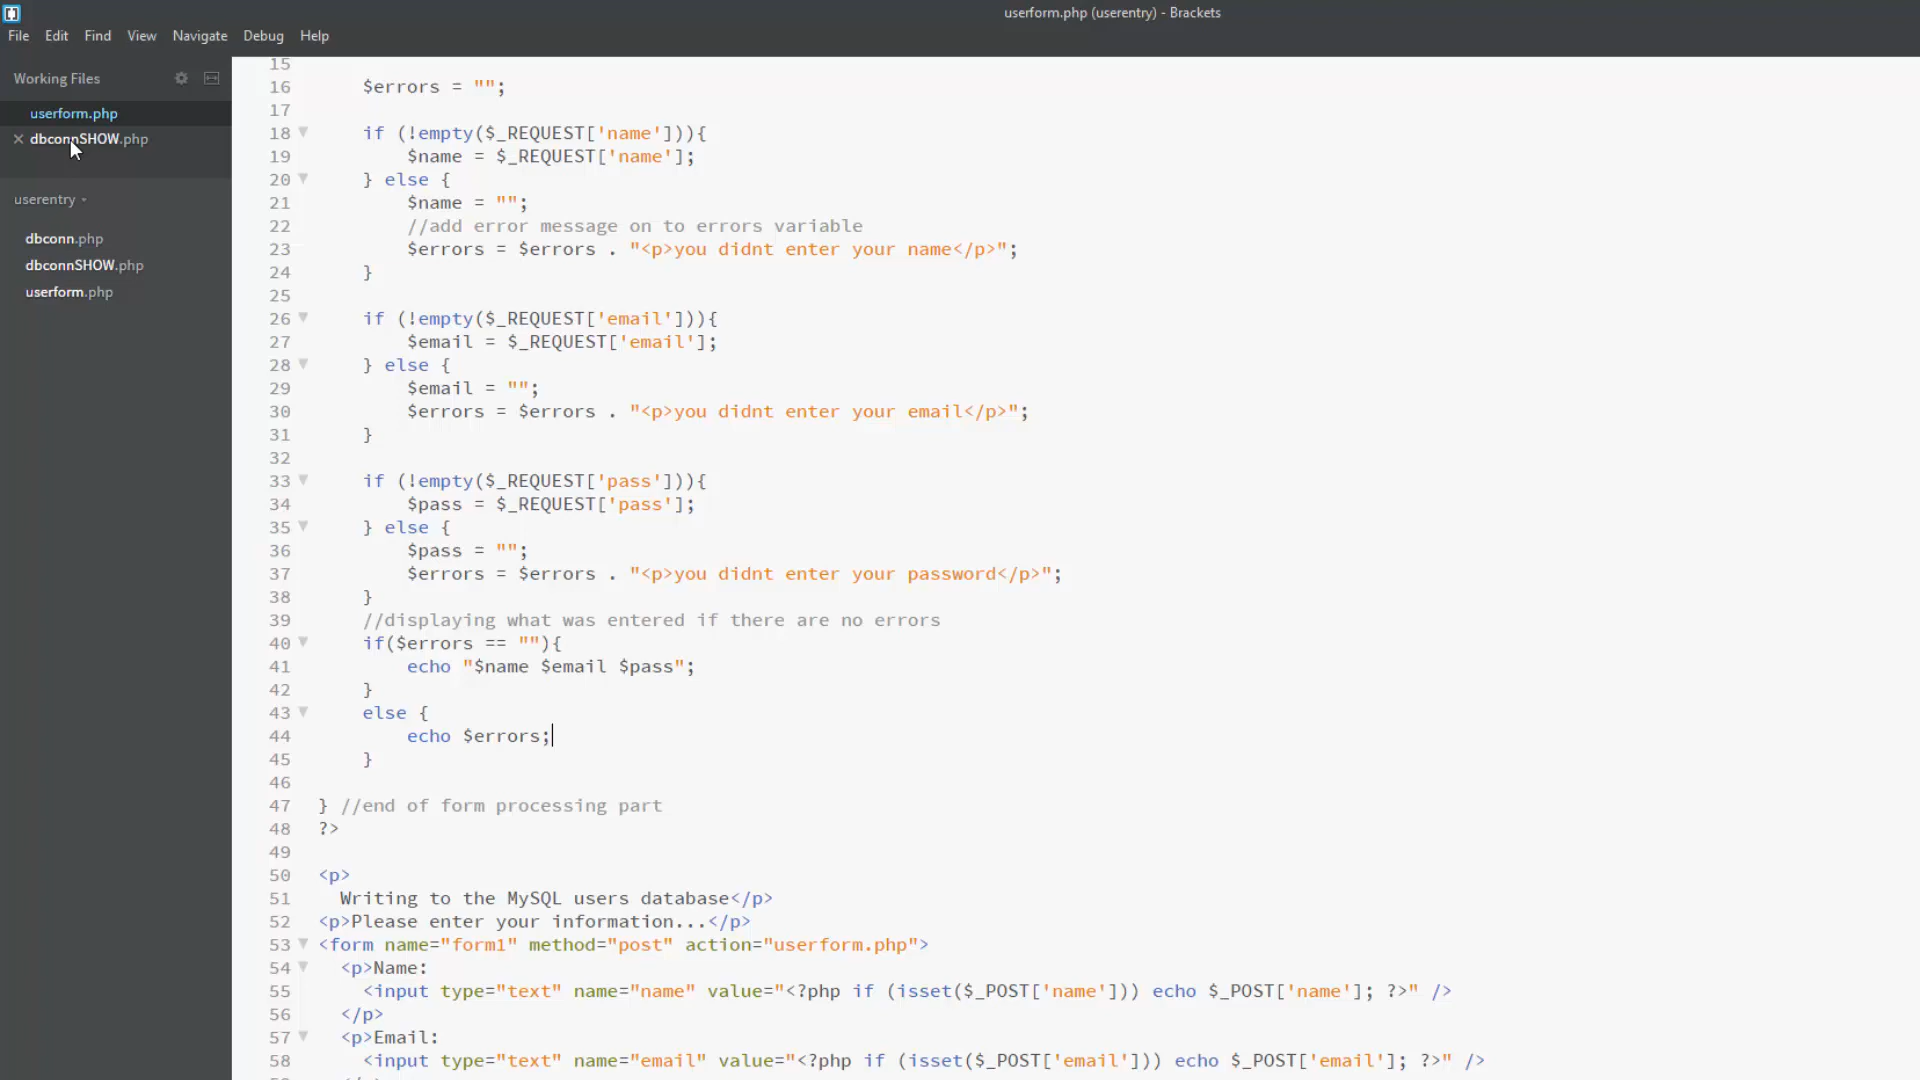 userform.php (userentry) - Brackets
File Edit Find View Navigate Debug Help
Working Files
userform.php
dbconnSHOW.php
userentry
dbconn.php
dbconnSHOW.php
userform.php
15
16 $errors = "";
17
18 if (!empty($_REQUEST['name'])){
19 $name = $_REQUEST['name'];
20 } else {
21 $name = "";
22 //add error message on to errors variable
23 $errors = $errors . "<p>you didnt enter your name</p>";
24 }
25
26 if (!empty($_REQUEST['email'])){
27 $email = $_REQUEST['email'];
28 } else {
29 $email = "";
30 $errors = $errors . "<p>you didnt enter your email</p>";
31 }
32
33 if (!empty($_REQUEST['pass'])){
34 $pass = $_REQUEST['pass'];
35 } else {
36 $pass = "";
37 $errors = $errors . "<p>you didnt enter your password</p>";
38 }
39 //displaying what was entered if there are no errors
40 if($errors == ""){
41 echo "$name $email $pass";
42 }
43 else {
44 echo $errors;
45 }
46
47 } //end of form processing part
48 ?>
49
50 <p>
51 Writing to the MySQL users database</p>
52 <p>Please enter your information...</p>
53 <form name="form1" method="post" action="userform.php">
54 <p>Name:
55 <input type="text" name="name" value="<?php if (isset($_POST['name'])) echo $_POST['name']; ?>" />
56 </p>
57 <p>Email:
58 <input type="text" name="email" value="<?php if (isset($_POST['email'])) echo $_POST['email']; ?>" />